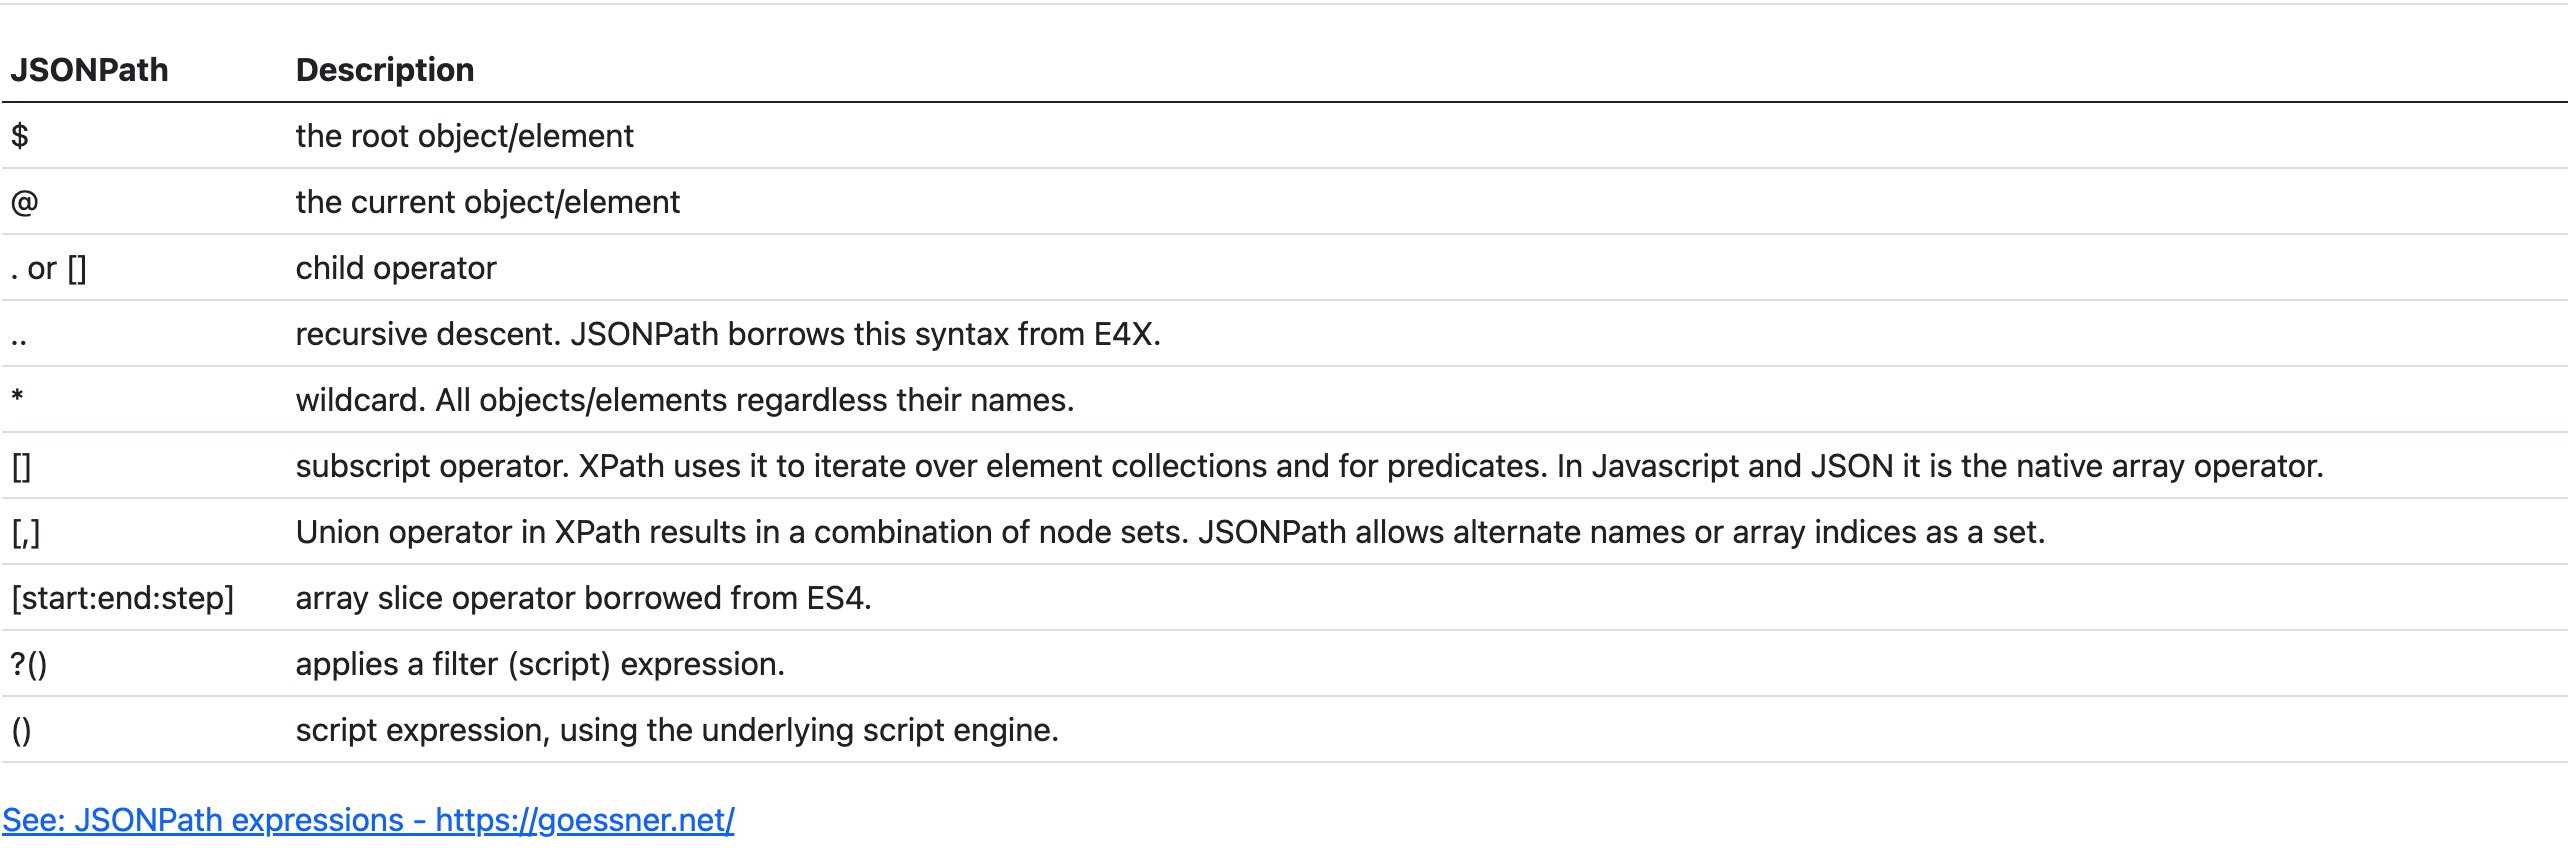 JSONPath Description
$ the root object/element
@ the current object/element
. or [] child operator
.. recursive descent. JSONPath borrows this syntax from E4X.
* wildcard. All objects/elements regardless their names.
[] subscript operator. XPath uses it to iterate over element collections and for predicates. In Javascript and JSON it is the native array operator.
[,] Union operator in XPath results in a combination of node sets. JSONPath allows alternate names or array indices as a set.
[start:end:step] array slice operator borrowed from ES4.
?() applies a filter (script) expression.
() script expression, using the underlying script engine.
See: JSONPath expressions - https://goessner.net/